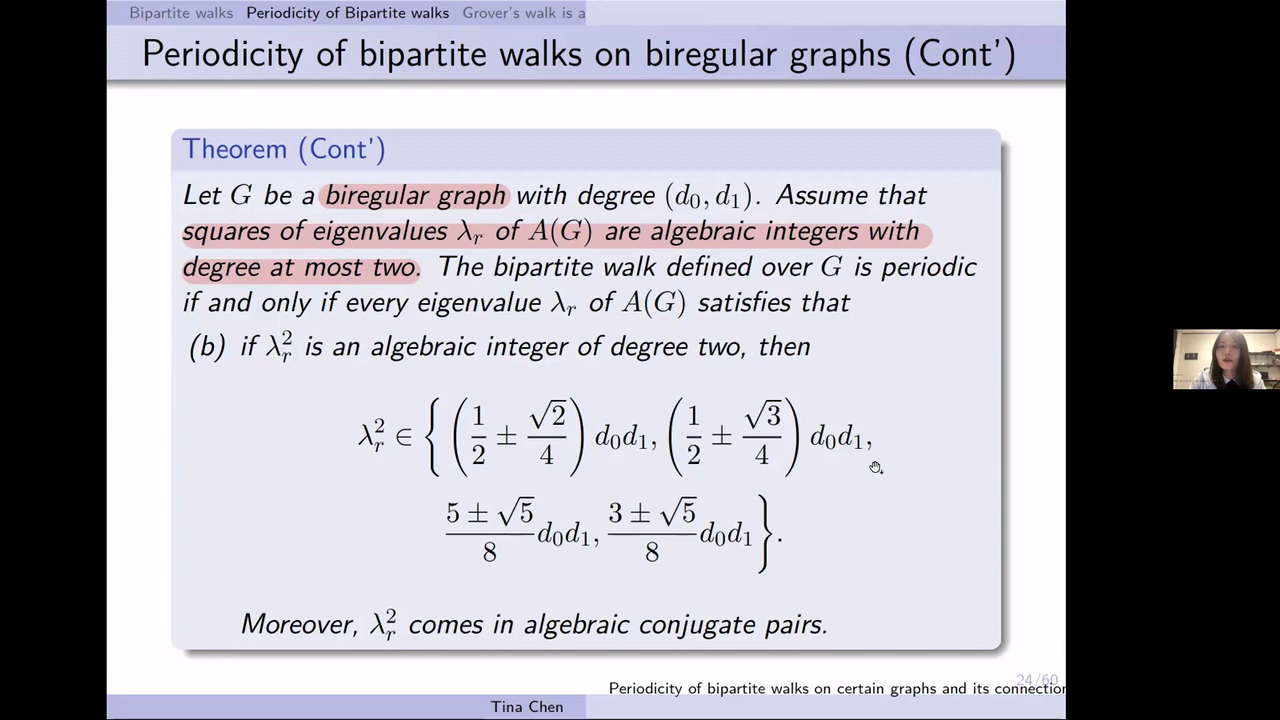 Bipartite walks Periodicity of Bipartite walks Grover's walk is a
Periodicity of bipartite walks on biregular graphs (Cont')
Theorem (Cont')
Let G be a biregular graph with degree (d₀, d₁). Assume that
squares of eigenvalues λᵣ of A(G) are algebraic integers with
degree at most two. The bipartite walk defined over G is periodic
if and only if every eigenvalue λᵣ of A(G) satisfies that
(b) if λᵣ² is an algebraic integer of degree two, then
λᵣ² ∈ { (1/2 ± √2/4) d₀d₁, (1/2 ± √3/4) d₀d₁,
(5 ± √5)/8 d₀d₁, (3 ± √5)/8 d₀d₁ }.
Moreover, λᵣ² comes in algebraic conjugate pairs.
24/60
Periodicity of bipartite walks on certain graphs and its connection
Tina Chen